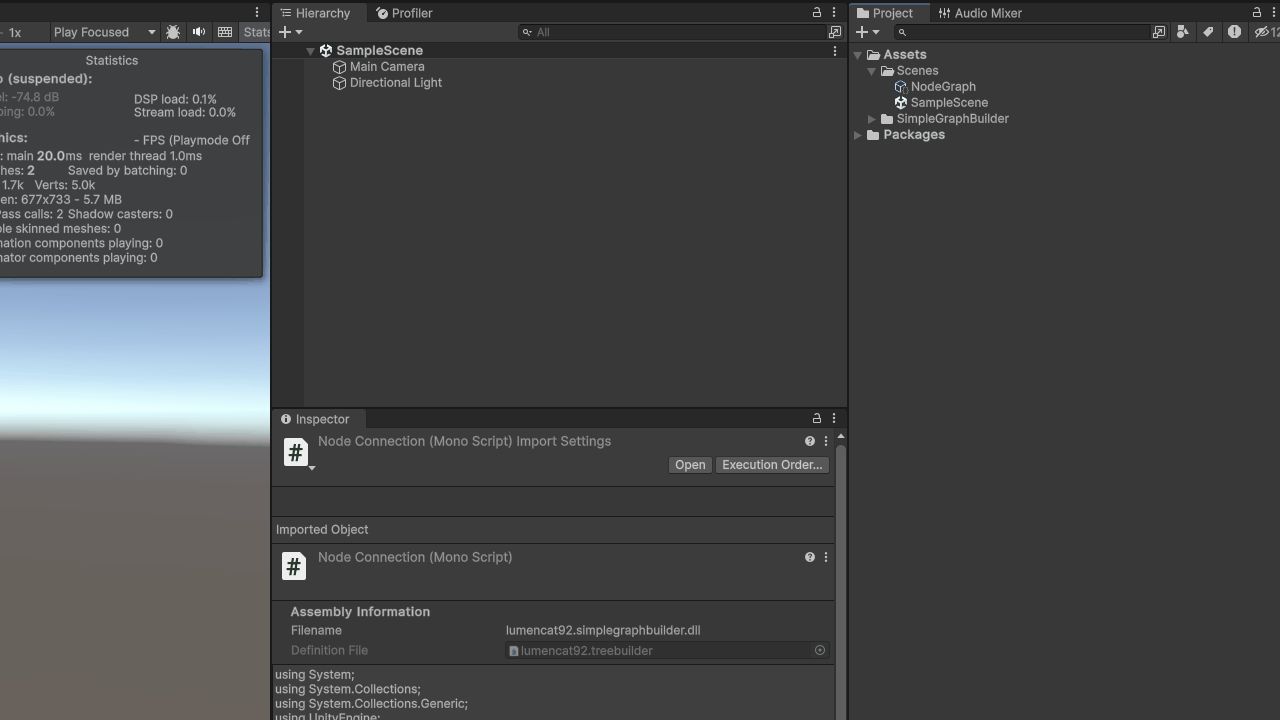 1x Play Focused Stats
Statistics
o (suspended):
el: -74.8 dB DSP load: 0.1%
ping: 0.0% Stream load: 0.0%
hics: - FPS (Playmode Off
: main 20.0ms render thread 1.0ms
hes: 2 Saved by batching: 0
1.7k Verts: 5.0k
en: 677x733 - 5.7 MB
Pass calls: 2 Shadow casters: 0
ble skinned meshes: 0
nation components playing: 0
nator components playing: 0
Hierarchy Profiler
All
SampleScene
Main Camera
Directional Light
Inspector
Node Connection (Mono Script) Import Settings
Open Execution Order...
Imported Object
Node Connection (Mono Script)
Assembly Information
Filename lumencat92.simplegraphbuilder.dll
Definition File lumencat92.treebuilder
using System;
using System.Collections;
using System.Collections.Generic;
using UnityEngine;
Project Audio Mixer
12
Assets
Scenes
NodeGraph
SampleScene
SimpleGraphBuilder
Packages